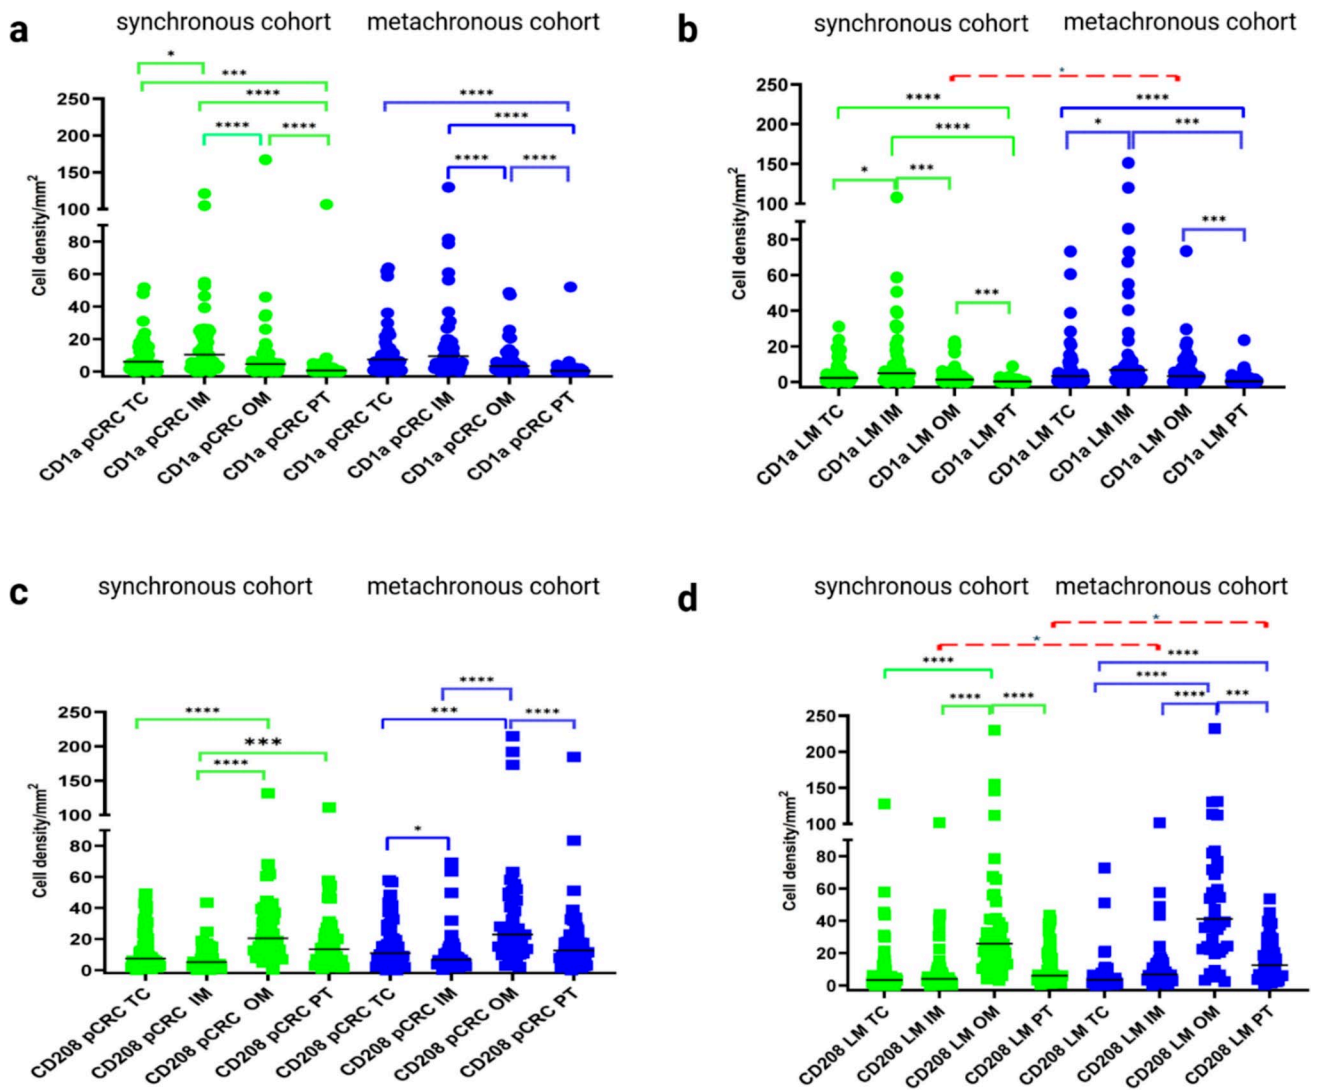 a
synchronous cohort metachronous cohort
*
***
****
**** ****
****
****
**** ****
Cell density/mm2
250
200
150
100
80
60
40
20
0
CD1a pCRC TC
CD1a pCRC IM
CD1a pCRC OM
CD1a pCRC PT
CD1a pCRC TC
CD1a pCRC IM
CD1a pCRC OM
CD1a pCRC PT
b
synchronous cohort metachronous cohort
*
**** ****
**** * ***
* ***
***
***
Cell density/mm2
250
200
150
100
80
60
40
20
0
CD1a LM TC
CD1a LM IM
CD1a LM OM
CD1a LM PT
CD1a LM TC
CD1a LM IM
CD1a LM OM
CD1a LM PT
c
synchronous cohort metachronous cohort
****
**** *** ****
***
****
*
Cell density/mm2
250
200
150
100
80
60
40
20
0
CD208 pCRC TC
CD208 pCRC IM
CD208 pCRC OM
CD208 pCRC PT
CD208 pCRC TC
CD208 pCRC IM
CD208 pCRC OM
CD208 pCRC PT
d
synchronous cohort metachronous cohort
*
*
**** ****
****
**** **** **** ***
Cell density/mm2
250
200
150
100
80
60
40
20
0
CD208 LM TC
CD208 LM IM
CD208 LM OM
CD208 LM PT
CD208 LM TC
CD208 LM IM
CD208 LM OM
CD208 LM PT